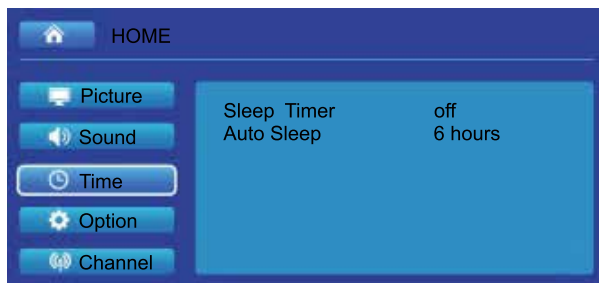 HOME
Picture
Sound
Time
Option
Channel
Sleep Timer off
Auto Sleep 6 hours